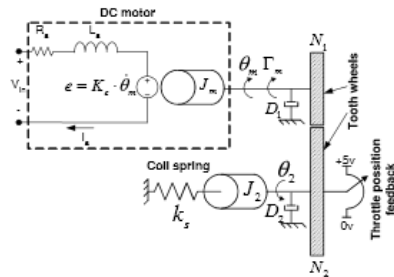 DC motor
Rₐ
Lₐ
+
Vᵢₙ
-
e = Kₑ · θ̇ₘ
Iₐ
Jₘ
θₘ Γₘ
D₁
N₁
Tooth wheels
Coil spring
kₛ
J₂
θ₂
D₂
N₂
+5v
0v
Throttle possition
feedback